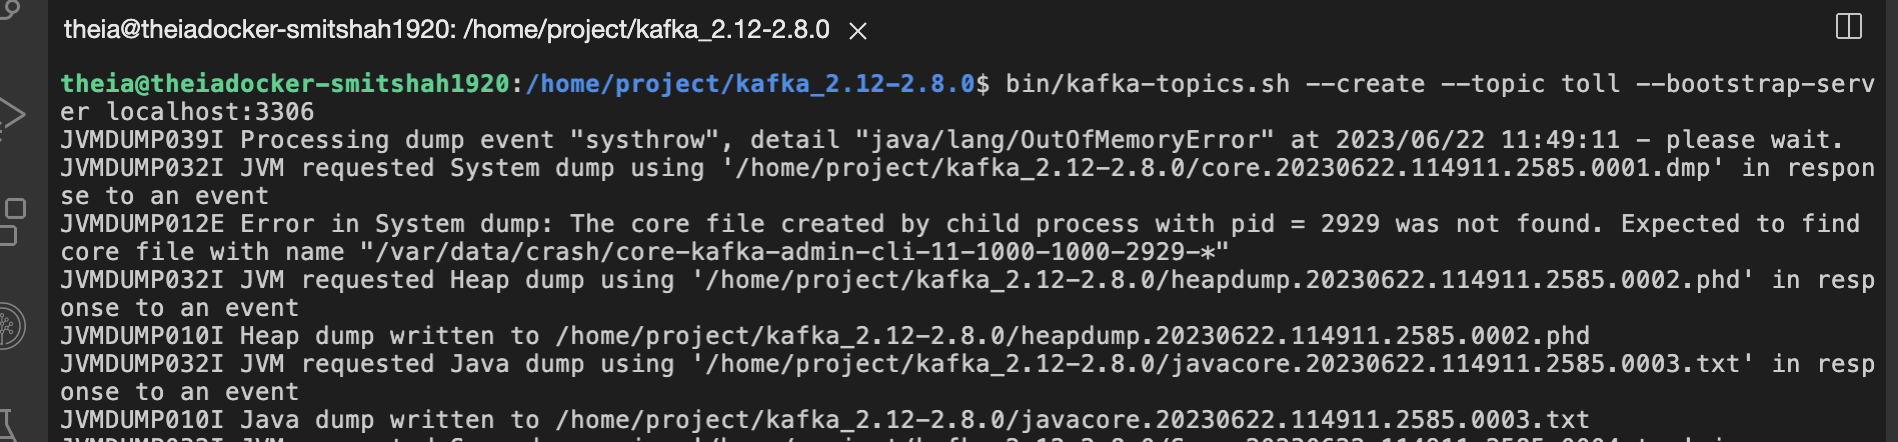 theia@theiadocker-smitshah1920: /home/project/kafka_2.12-2.8.0
theia@theiadocker-smitshah1920:/home/project/kafka_2.12-2.8.0$ bin/kafka-topics.sh --create --topic toll --bootstrap-serv
er localhost:3306
JVMDUMP039I Processing dump event "systhrow", detail "java/lang/OutOfMemoryError" at 2023/06/22 11:49:11 - please wait.
JVMDUMP032I JVM requested System dump using '/home/project/kafka_2.12-2.8.0/core.20230622.114911.2585.0001.dmp' in respon
se to an event
JVMDUMP012E Error in System dump: The core file created by child process with pid = 2929 was not found. Expected to find
core file with name "/var/data/crash/core-kafka-admin-cli-11-1000-1000-2929-*"
JVMDUMP032I JVM requested Heap dump using '/home/project/kafka_2.12-2.8.0/heapdump.20230622.114911.2585.0002.phd' in resp
onse to an event
JVMDUMP010I Heap dump written to /home/project/kafka_2.12-2.8.0/heapdump.20230622.114911.2585.0002.phd
JVMDUMP032I JVM requested Java dump using '/home/project/kafka_2.12-2.8.0/javacore.20230622.114911.2585.0003.txt' in resp
onse to an event
JVMDUMP010I Java dump written to /home/project/kafka_2.12-2.8.0/javacore.20230622.114911.2585.0003.txt